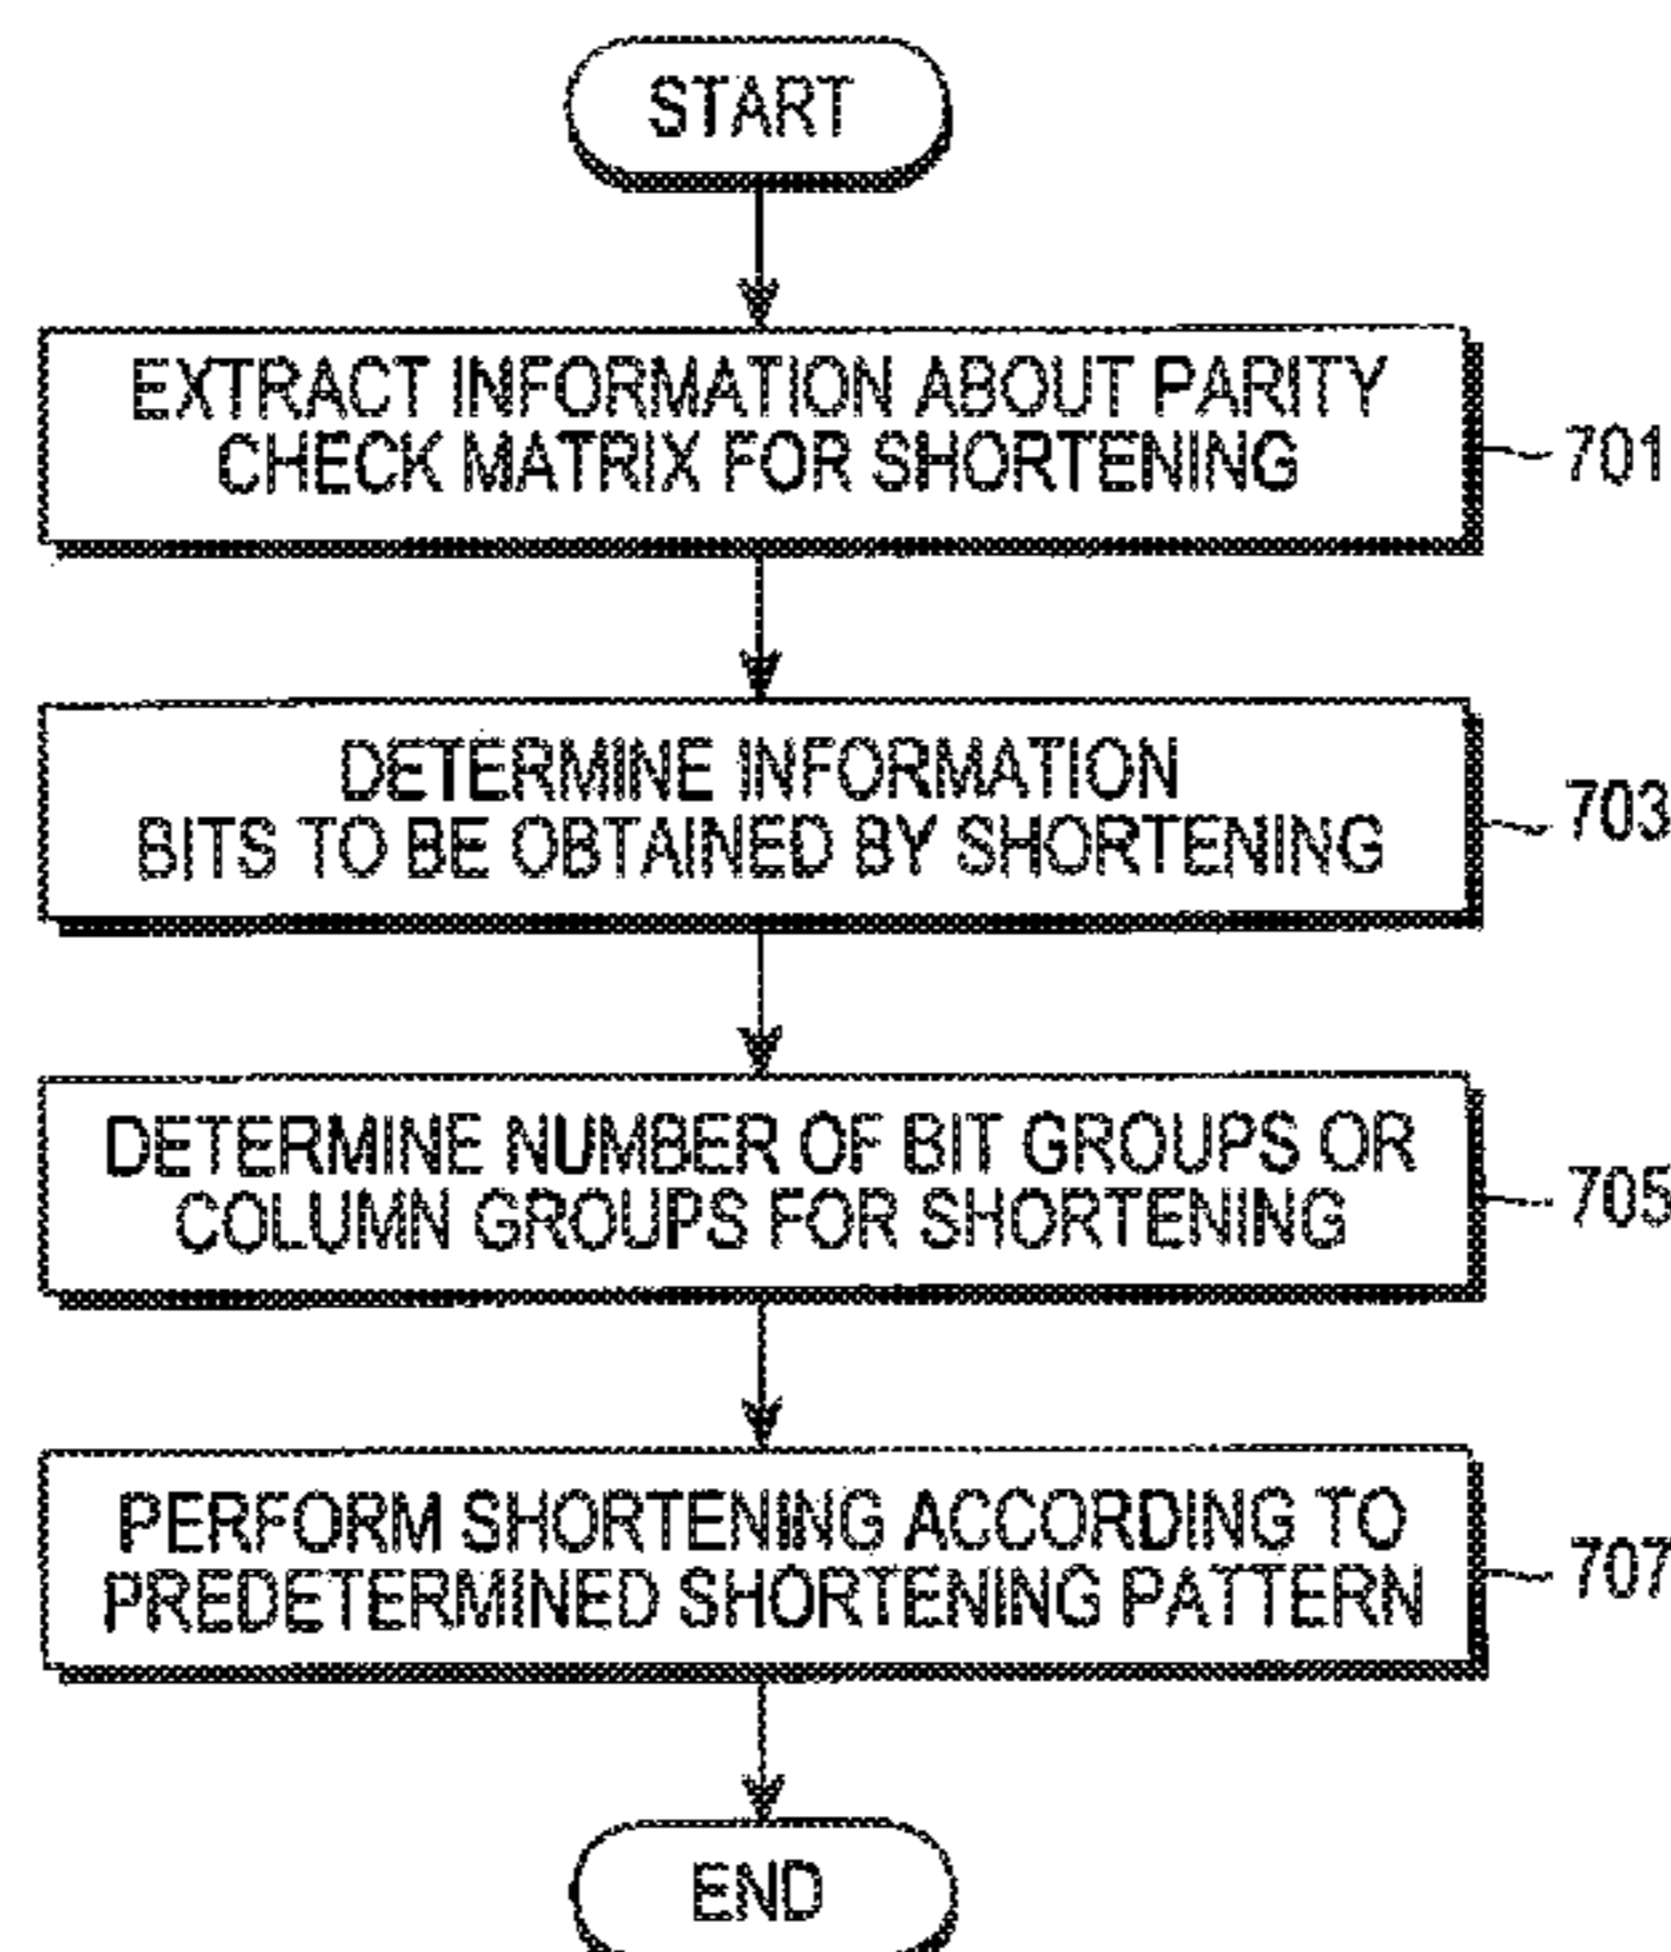 START
EXTRACT INFORMATION ABOUT PARITY
CHECK MATRIX FOR SHORTENING
701
DETERMINE INFORMATION
BITS TO BE OBTAINED BY SHORTENING
703
DETERMINE NUMBER OF BIT GROUPS OR
COLUMN GROUPS FOR SHORTENING
705
PERFORM SHORTENING ACCORDING TO
PREDETERMINED SHORTENING PATTERN
707
END